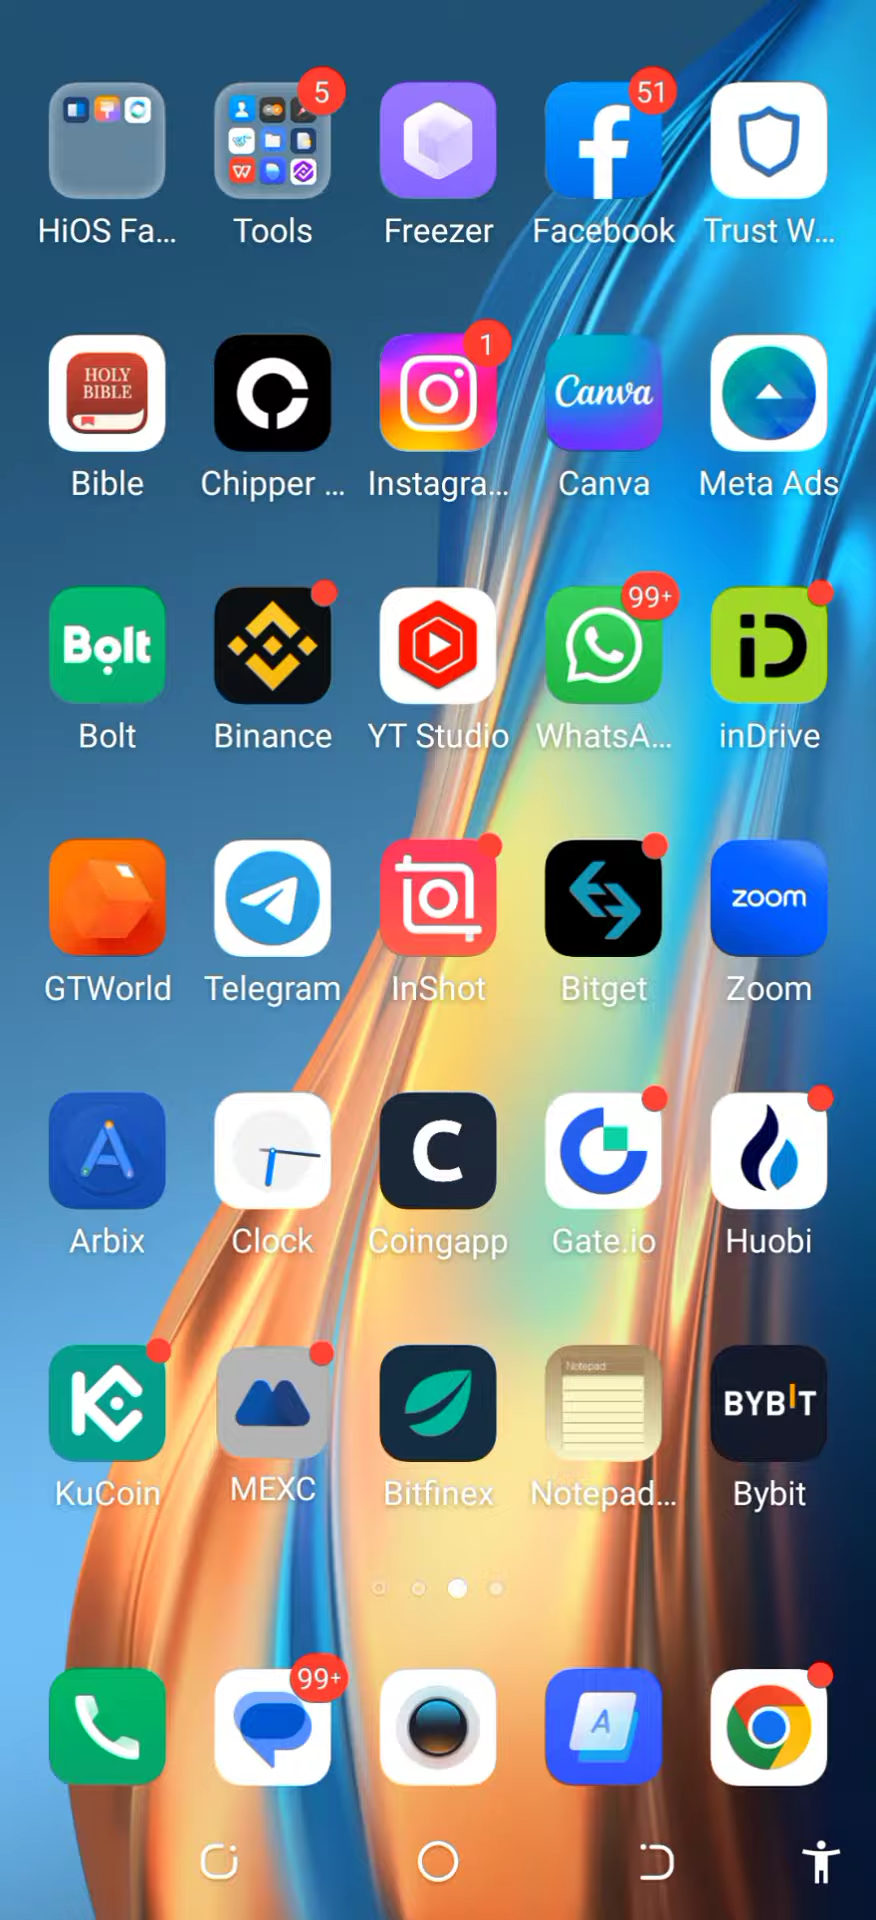 5
51
HiOS Fa...
Tools
Freezer
Facebook
Trust W...
HOLY
BIBLE
1
Canva
Bible
Chipper ...
Instagra...
Canva
Meta Ads
Bolt
99+
iD
Bolt
Binance
YT Studio
WhatsA...
inDrive
zoom
GTWorld
Telegram
InShot
Bitget
Zoom
A
C
Arbix
Clock
Coingapp
Gate.io
Huobi
Notepad
BYBIT
KuCoin
MEXC
Bitfinex
Notepad...
Bybit
99+
A